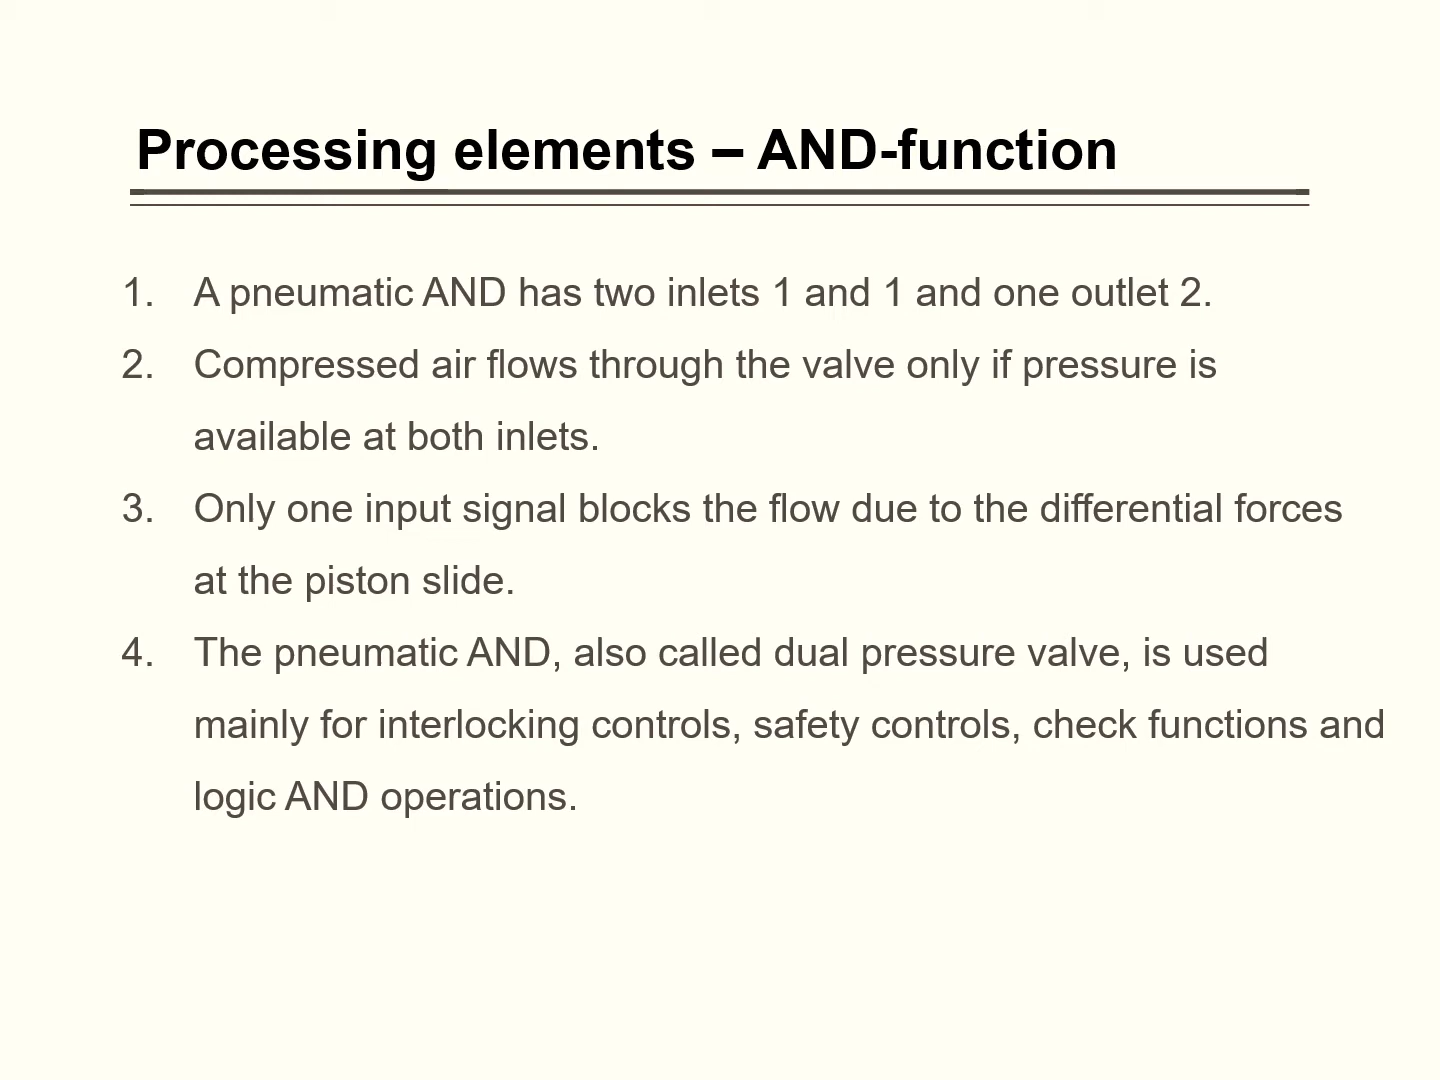 Processing elements – AND-function
1. A pneumatic AND has two inlets 1 and 1 and one outlet 2.
2. Compressed air flows through the valve only if pressure is
available at both inlets.
3. Only one input signal blocks the flow due to the differential forces
at the piston slide.
4. The pneumatic AND, also called dual pressure valve, is used
mainly for interlocking controls, safety controls, check functions and
logic AND operations.